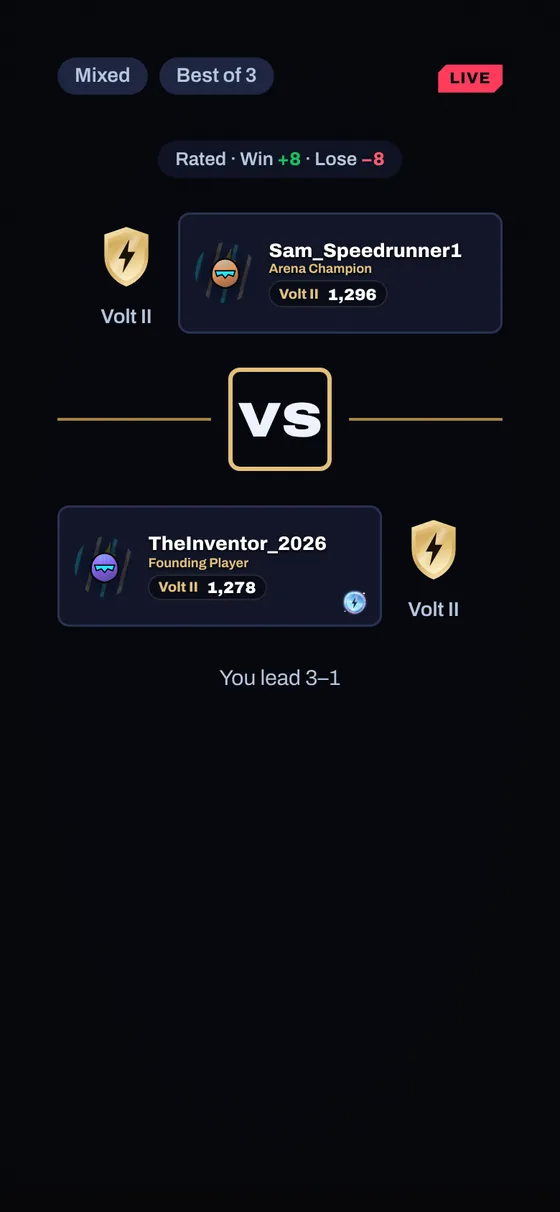 Mixed
Best of 3
LIVE
Rated · Win +8 · Lose −8
Sam_Speedrunner1
Arena Champion
Volt II 1,296
Volt II
VS
TheInventor_2026
Founding Player
Volt II 1,278
Volt II
You lead 3–1